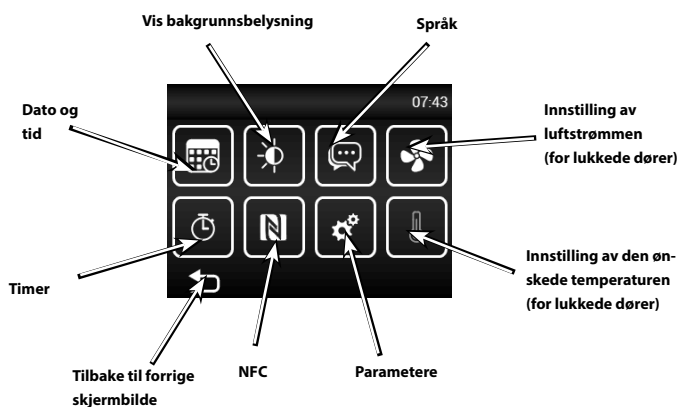 Vis bakgrunnsbelysning
Språk
Dato og
tid
07:43
Innstilling av
luftstrømmen
(for lukkede dører)
Timer
Innstilling av den øn-
skede temperaturen
(for lukkede dører)
Tilbake til forrige
skjermbilde
NFC
Parametere